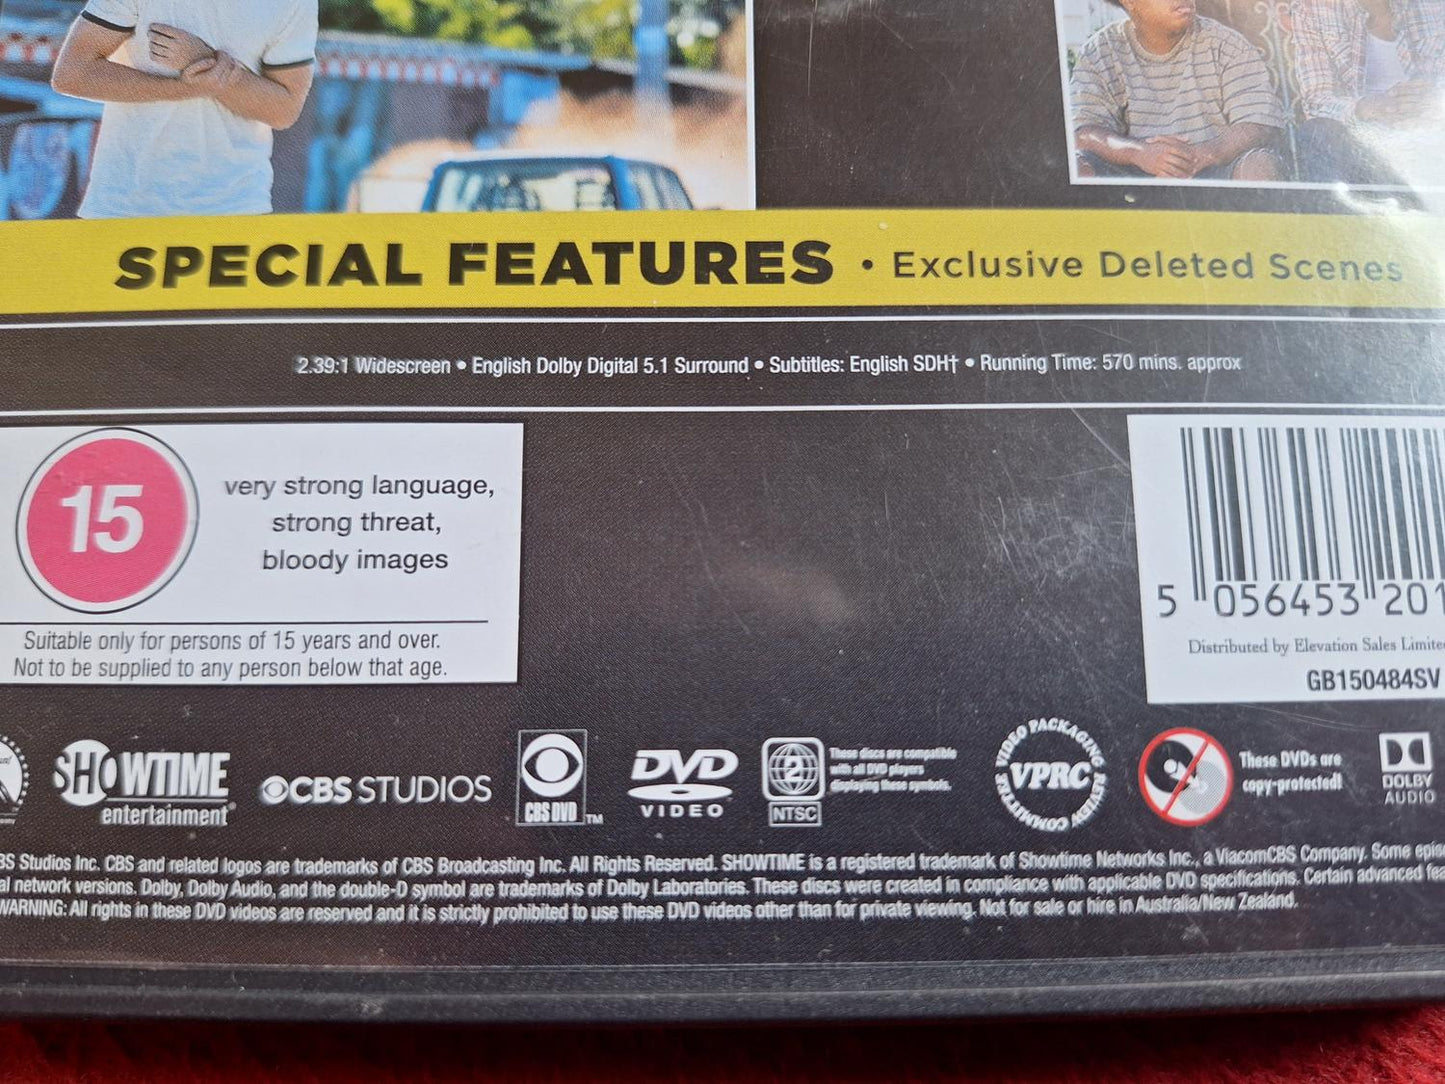 SPECIAL FEATURES • Exclusive Deleted Scenes
2.39:1 Widescreen • English Dolby Digital 5.1 Surround • Subtitles: English SDH† • Running Time: 570 mins. approx
15
very strong language,
strong threat,
bloody images
Suitable only for persons of 15 years and over.
Not to be supplied to any person below that age.
5 056453 201
Distributed by Elevation Sales Limited
GB150484SV
SHOWTIME
entertainment®
CBS STUDIOS
CBS DVD TM
DVD
VIDEO
2
NTSC
These discs are compatible
with all DVD players
displaying these symbols.
VIDEO PACKAGING REVIEW COMMITTEE
VPRC
These DVDs are
copy-protected!
DOLBY
AUDIO
BS Studios Inc. CBS and related logos are trademarks of CBS Broadcasting Inc. All Rights Reserved. SHOWTIME is a registered trademark of Showtime Networks Inc., a ViacomCBS Company. Some
al network versions. Dolby, Dolby Audio, and the double-D symbol are trademarks of Dolby Laboratories. These discs were created in compliance with applicable DVD specifications. Certain advanced
WARNING: All rights in these DVD videos are reserved and it is strictly prohibited to use these DVD videos other than for private viewing. Not for sale or hire in Australia/New Zealand.